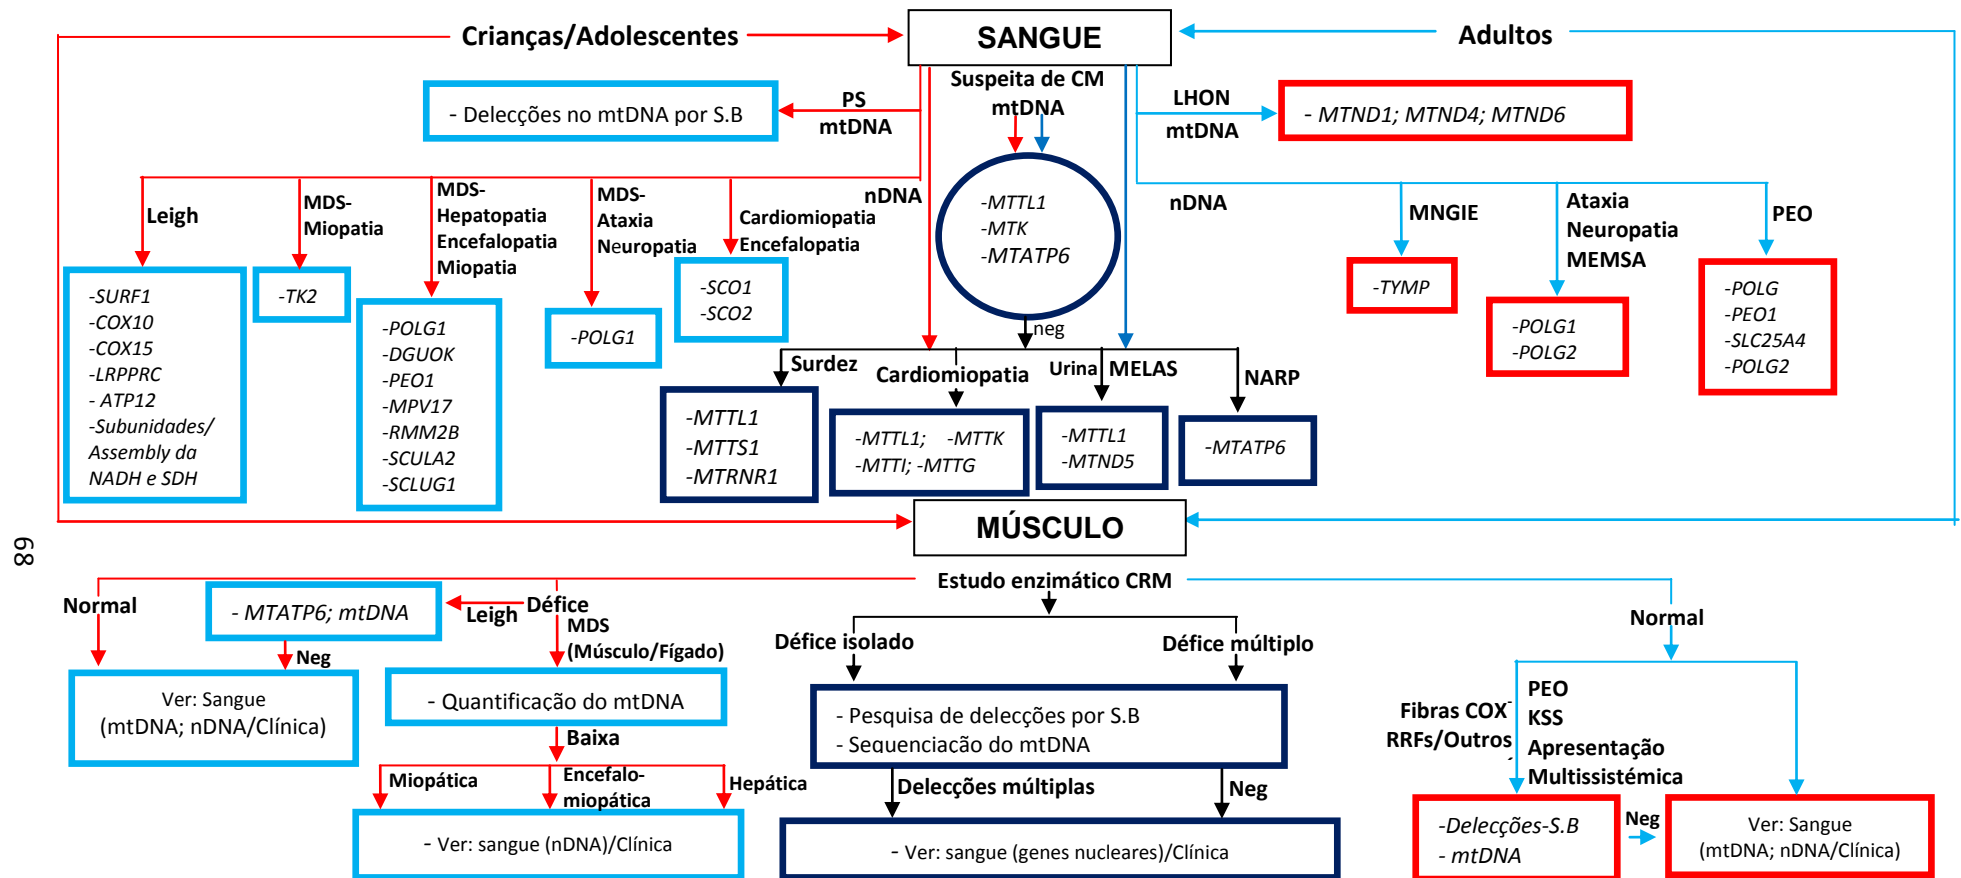 Crianças/Adolescentes
SANGUE
Adultos
Suspeita de CM
mtDNA
PS
mtDNA
- Delecções no mtDNA por S.B
LHON
mtDNA
- MTND1; MTND4; MTND6
nDNA
nDNA
Leigh
MDS-
Miopatia
MDS-
Hepatopatia
Encefalopatia
Miopatia
MDS-
Ataxia
Neuropatia
Cardiomiopatia
Encefalopatia
-MTTL1
-MTK
-MTATP6
MNGIE
Ataxia
Neuropatia
MEMSA
PEO
-SURF1
-COX10
-COX15
-LRPPRC
- ATP12
-Subunidades/
Assembly da
NADH e SDH
-TK2
-POLG1
-DGUOK
-PEO1
-MPV17
-RMM2B
-SCULA2
-SCLUG1
-POLG1
-SCO1
-SCO2
-TYMP
-POLG1
-POLG2
-POLG
-PEO1
-SLC25A4
-POLG2
neg
Surdez
Cardiomiopatia
Urina
MELAS
NARP
-MTTL1
-MTTS1
-MTRNR1
-MTTL1; -MTTK
-MTTI; -MTTG
-MTTL1
-MTND5
-MTATP6
MÚSCULO
68
Estudo enzimático CRM
Normal
- MTATP6; mtDNA
Leigh
Défice
MDS
(Músculo/Fígado)
Neg
Ver: Sangue
(mtDNA; nDNA/Clínica)
- Quantificação do mtDNA
Baixa
Miopática
Encefalo-
miopática
Hepática
- Ver: sangue (nDNA)/Clínica
Défice isolado
Défice múltiplo
- Pesquisa de delecções por S.B
- Sequenciação do mtDNA
Delecções múltiplas
Neg
- Ver: sangue (genes nucleares)/Clínica
Normal
Fibras COX-
RRFs/Outros
PEO
KSS
Apresentação
Multissistémica
-Delecções-S.B
- mtDNA
Neg
Ver: Sangue
(mtDNA; nDNA/Clínica)